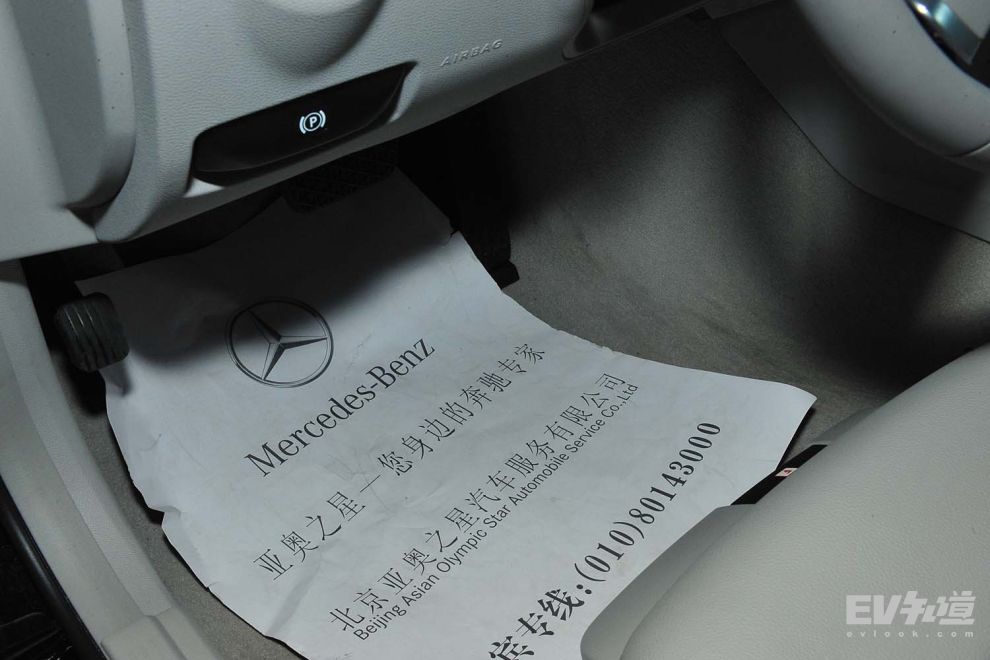 AIRBAG
(P)
Mercedes-Benz
亚奥之星—您身边的奔驰专家
北京亚奥之星汽车服务有限公司
Beijing Asian Olympic Star Automobile Service Co.,Ltd
宾专线:(010)80143000
EV知道
evlook.com